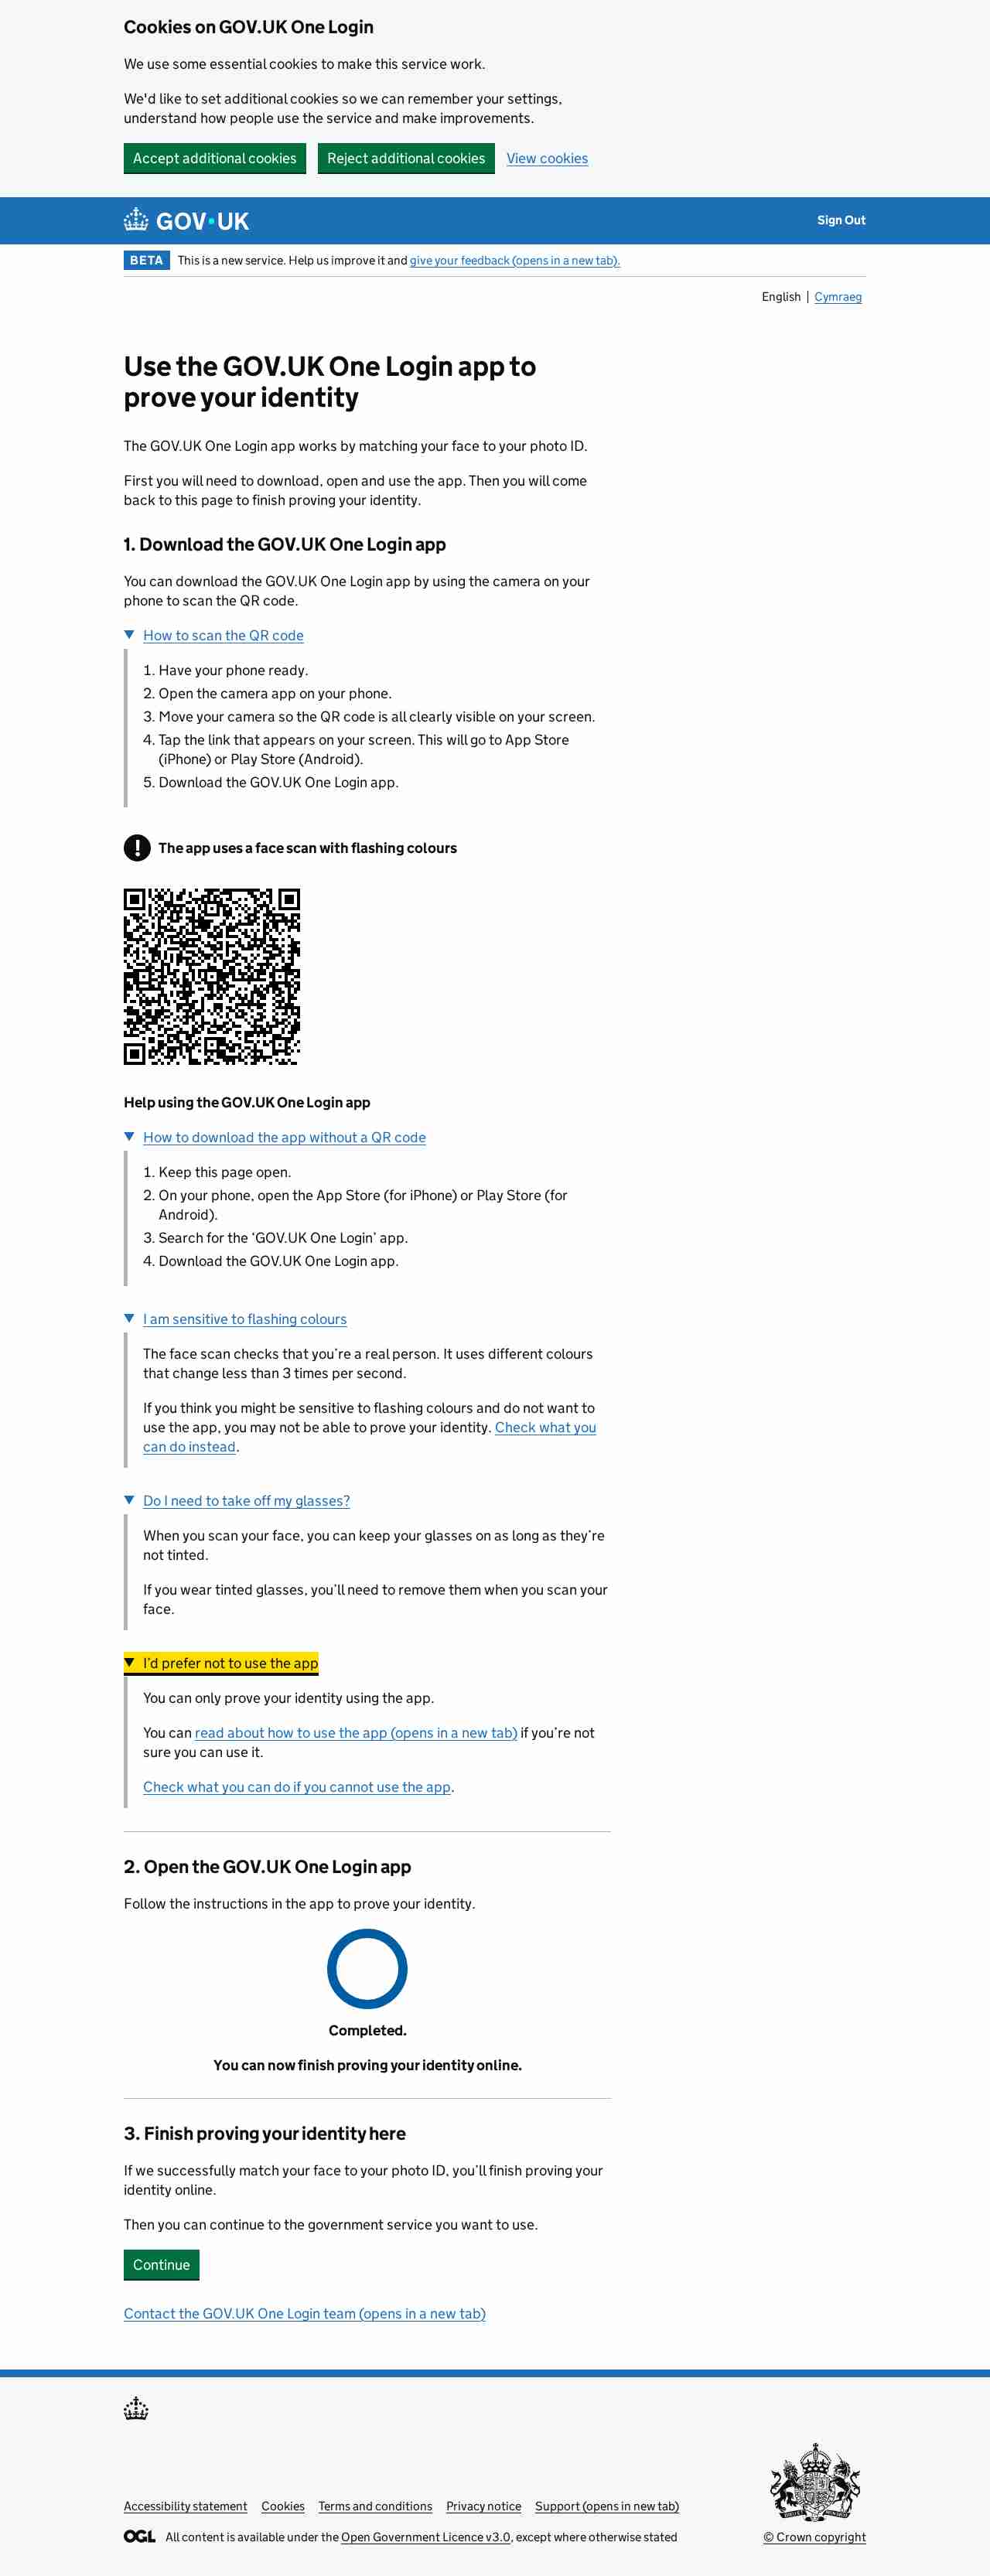 Cookies on GOV.UK One Login
We use some essential cookies to make this service work.
We'd like to set additional cookies so we can remember your settings,
understand how people use the service and make improvements.
Accept additional cookies Reject additional cookies View cookies
GOV·UK Sign Out
BETA This is a new service. Help us improve it and give your feedback (opens in a new tab).
English | Cymraeg
Use the GOV.UK One Login app to
prove your identity
The GOV.UK One Login app works by matching your face to your photo ID.
First you will need to download, open and use the app. Then you will come
back to this page to finish proving your identity.
1. Download the GOV.UK One Login app
You can download the GOV.UK One Login app by using the camera on your
phone to scan the QR code.
How to scan the QR code
1. Have your phone ready.
2. Open the camera app on your phone.
3. Move your camera so the QR code is all clearly visible on your screen.
4. Tap the link that appears on your screen. This will go to App Store
(iPhone) or Play Store (Android).
5. Download the GOV.UK One Login app.
! The app uses a face scan with flashing colours
Help using the GOV.UK One Login app
How to download the app without a QR code
1. Keep this page open.
2. On your phone, open the App Store (for iPhone) or Play Store (for
Android).
3. Search for the ‘GOV.UK One Login’ app.
4. Download the GOV.UK One Login app.
I am sensitive to flashing colours
The face scan checks that you’re a real person. It uses different colours
that change less than 3 times per second.
If you think you might be sensitive to flashing colours and do not want to
use the app, you may not be able to prove your identity. Check what you
can do instead.
Do I need to take off my glasses?
When you scan your face, you can keep your glasses on as long as they’re
not tinted.
If you wear tinted glasses, you’ll need to remove them when you scan your
face.
I’d prefer not to use the app
You can only prove your identity using the app.
You can read about how to use the app (opens in a new tab) if you’re not
sure you can use it.
Check what you can do if you cannot use the app.
2. Open the GOV.UK One Login app
Follow the instructions in the app to prove your identity.
Completed.
You can now finish proving your identity online.
3. Finish proving your identity here
If we successfully match your face to your photo ID, you’ll finish proving your
identity online.
Then you can continue to the government service you want to use.
Continue
Contact the GOV.UK One Login team (opens in a new tab)
Accessibility statement Cookies Terms and conditions Privacy notice Support (opens in new tab)
OGL All content is available under the Open Government Licence v3.0, except where otherwise stated
© Crown copyright